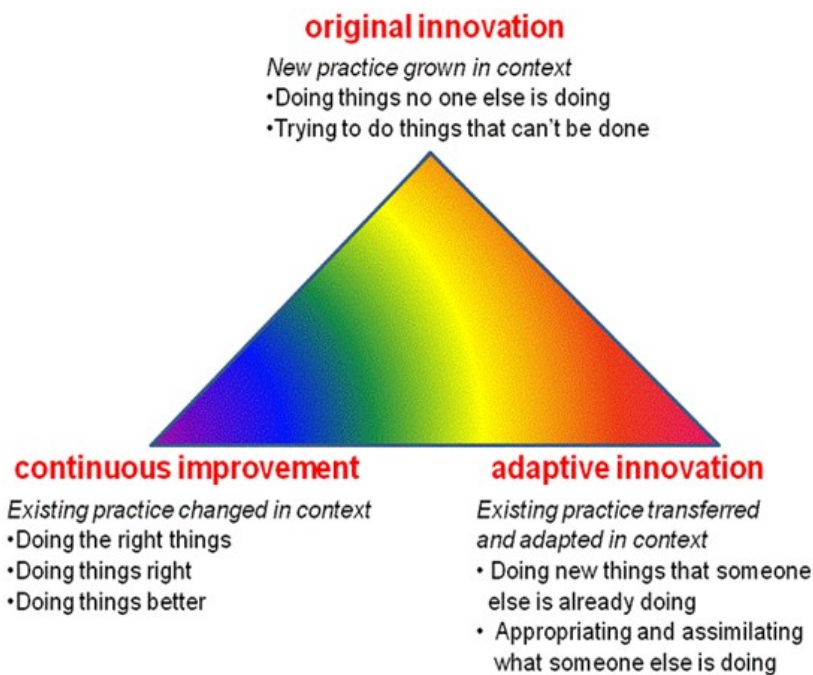 original innovation
New practice grown in context
•Doing things no one else is doing
•Trying to do things that can't be done
continuous improvement
Existing practice changed in context
•Doing the right things
•Doing things right
•Doing things better
adaptive innovation
Existing practice transferred
and adapted in context
• Doing new things that someone
else is already doing
• Appropriating and assimilating
what someone else is doing